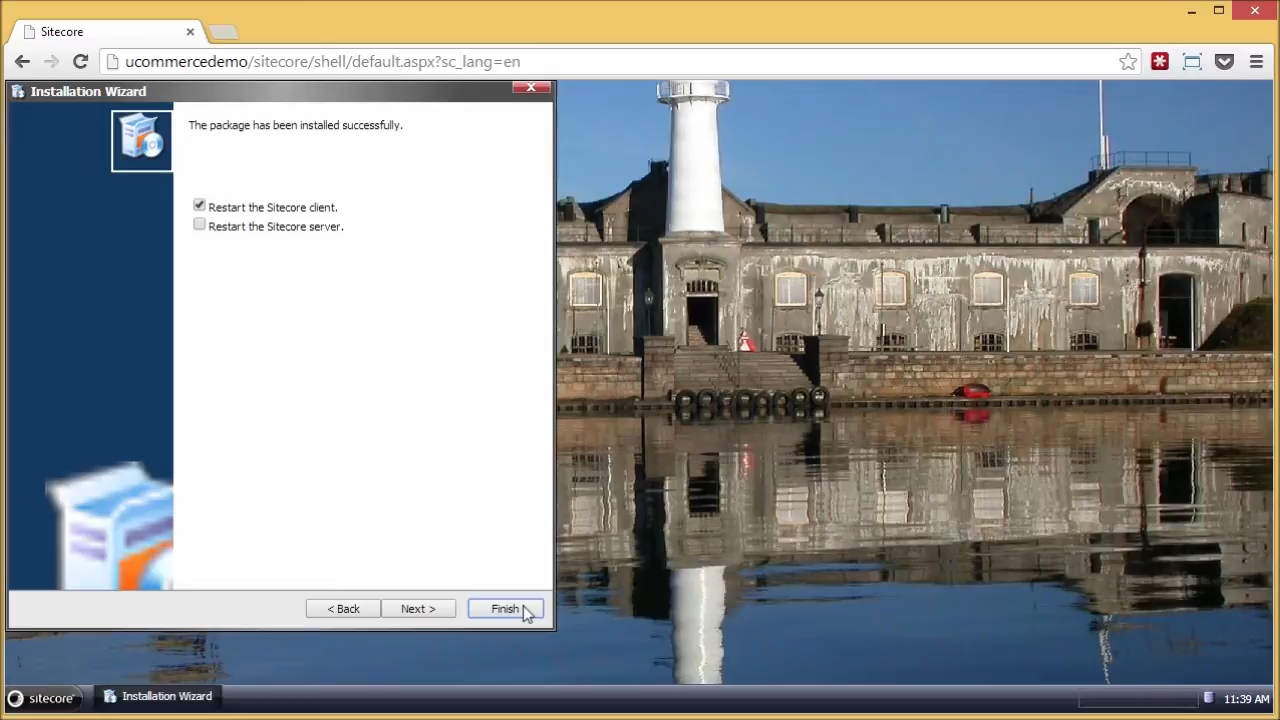 Sitecore
ucommercedemo/sitecore/shell/default.aspx?sc_lang=en
Installation Wizard
The package has been installed successfully.
Restart the Sitecore client.
Restart the Sitecore server.
< Back
Next >
Finish
sitecore
Installation Wizard
11:39 AM